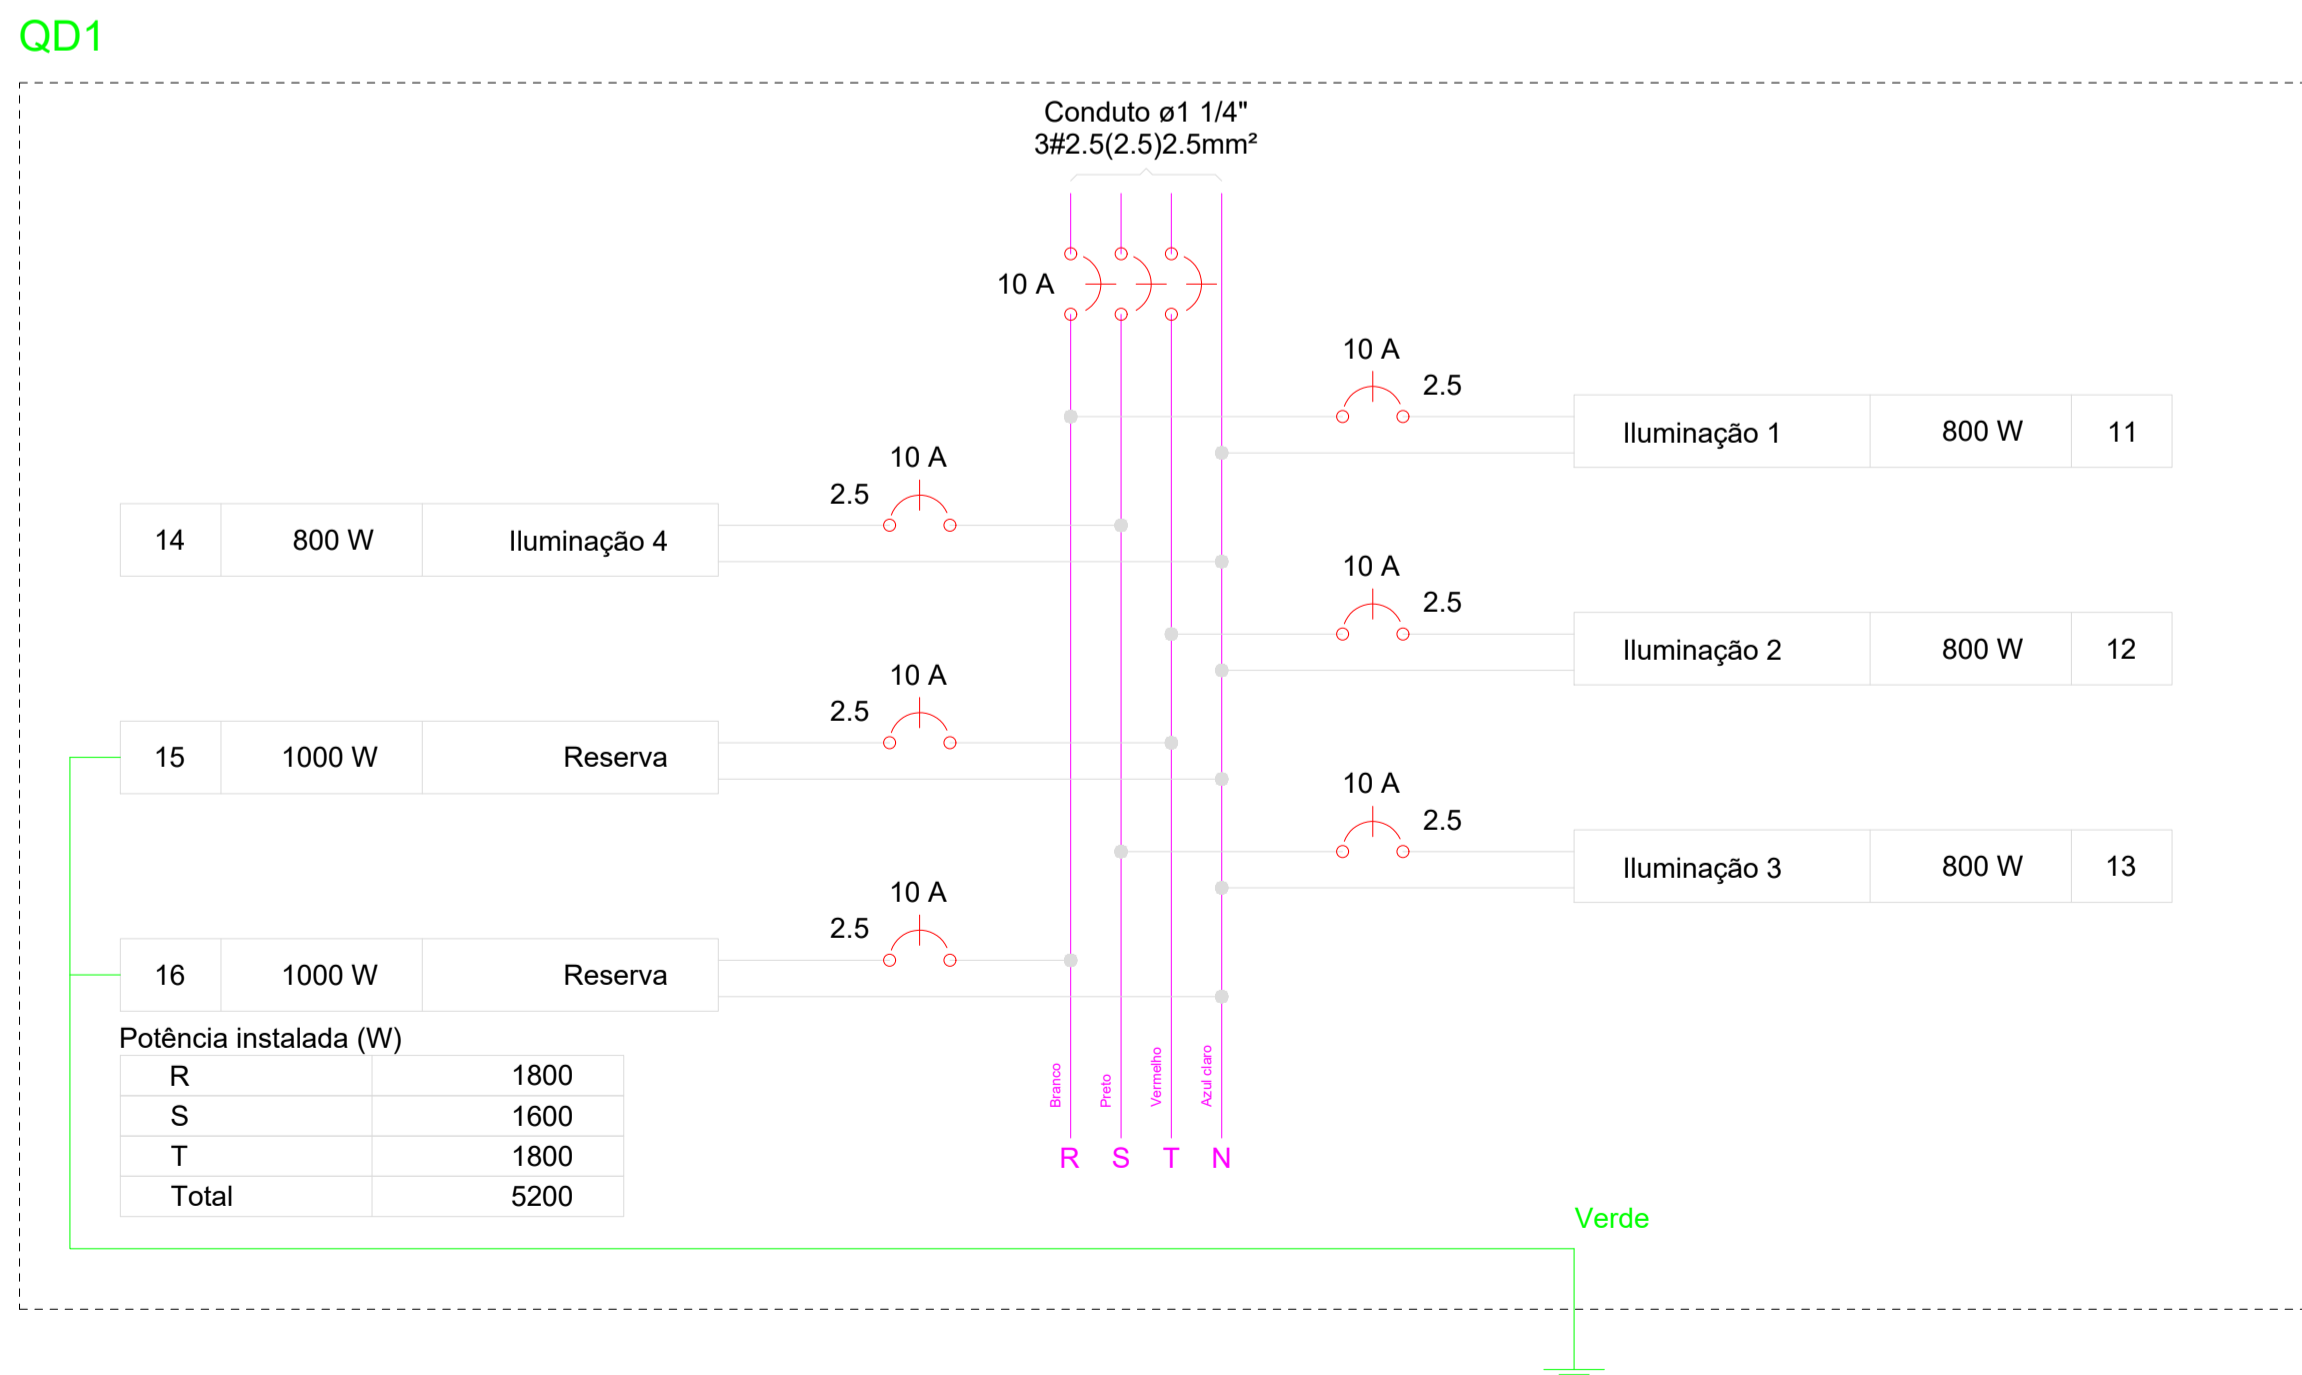 QD1
Conduto ø1 1/4"
3#2.5(2.5)2.5mm²
10 A
10 A
2.5
Iluminação 1 800 W 11
10 A
2.5
14 800 W Iluminação 4
10 A
2.5
Iluminação 2 800 W 12
10 A
2.5
15 1000 W Reserva
10 A
2.5
Iluminação 3 800 W 13
10 A
2.5
16 1000 W Reserva
Potência instalada (W)
R 1800
S 1600
T 1800
Total 5200
Branco
Preto
Vermelho
Azul claro
R S T N
Verde